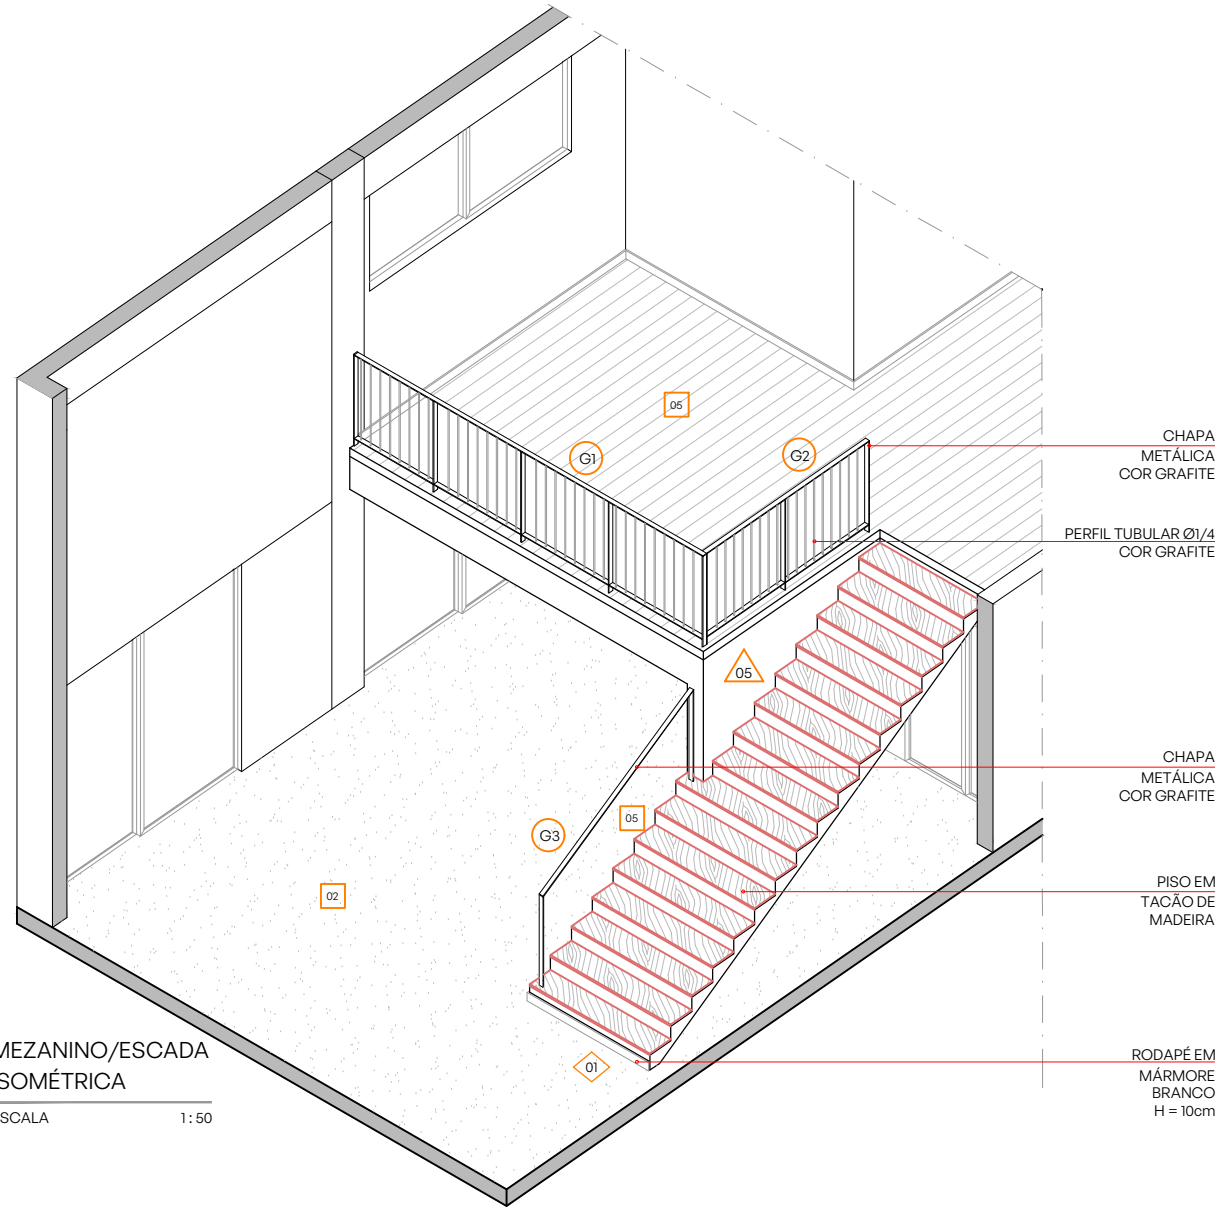 05
G1
G2
CHAPA
METÁLICA
COR GRAFITE
PERFIL TUBULAR Ø1/4
COR GRAFITE
05
CHAPA
METÁLICA
COR GRAFITE
05
G3
02
PISO EM
TACÃO DE
MADEIRA
MEZANINO/ESCADA
SOMÉTRICA
SCALA 1 : 50
01
RODAPÉ EM
MÁRMORE
BRANCO
H = 10cm